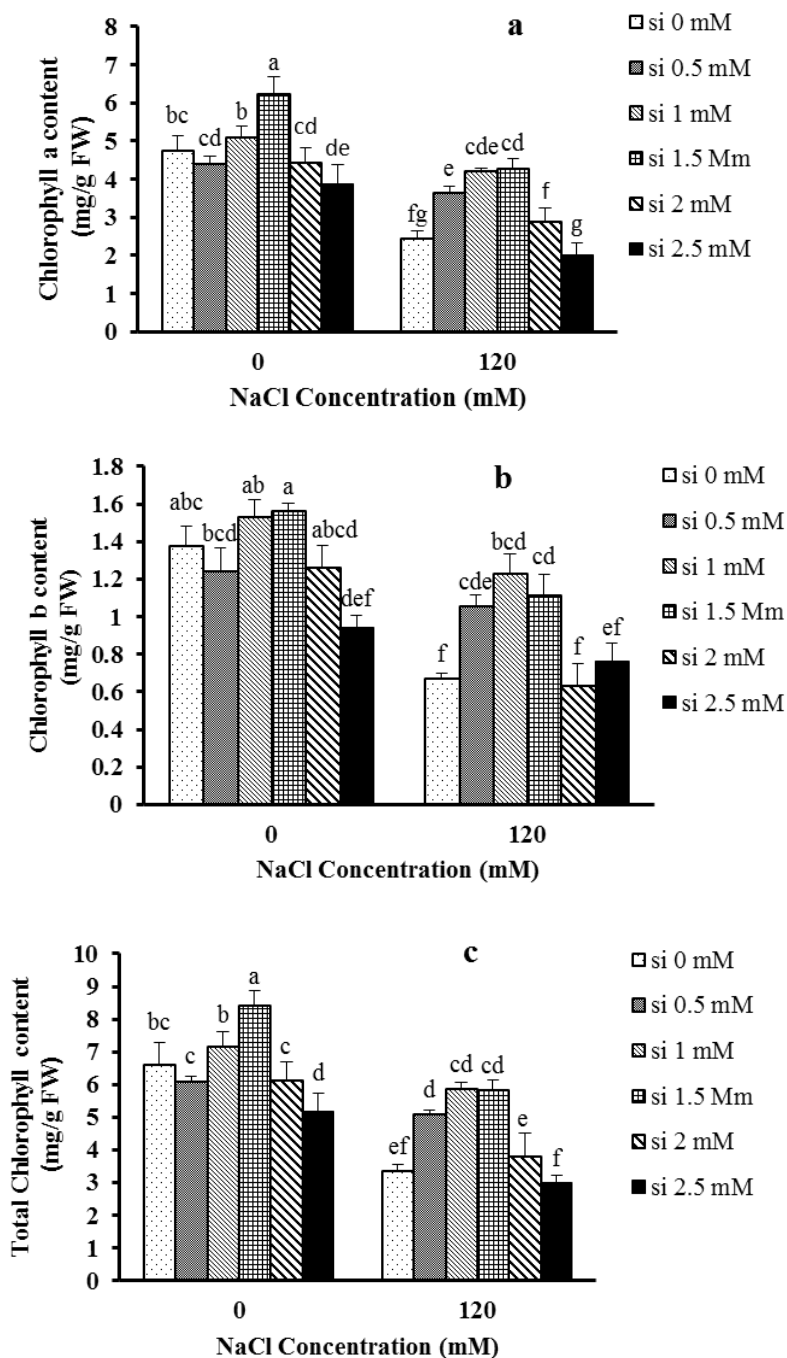 a
Chlorophyll a content
(mg/g FW)
8
7
6
5
4
3
2
1
0
bc
cd
b
a
cd
de
fg
e
cde
cd
f
g
0
120
NaCl Concentration (mM)
si 0 mM
si 0.5 mM
si 1 mM
si 1.5 Mm
si 2 mM
si 2.5 mM
b
Chlorophyll b content
(mg/g FW)
1.8
1.6
1.4
1.2
1
0.8
0.6
0.4
0.2
0
abc
bcd
ab
a
abcd
def
f
cde
bcd
cd
f
ef
0
120
NaCl Concentration (mM)
si 0 mM
si 0.5 mM
si 1 mM
si 1.5 Mm
si 2 mM
si 2.5 mM
c
Total Chlorophyll content
(mg/g FW)
10
9
8
7
6
5
4
3
2
1
0
bc
c
b
a
c
d
ef
d
cd
cd
e
f
0
120
NaCl Concentration (mM)
si 0 mM
si 0.5 mM
si 1 mM
si 1.5 Mm
si 2 mM
si 2.5 mM